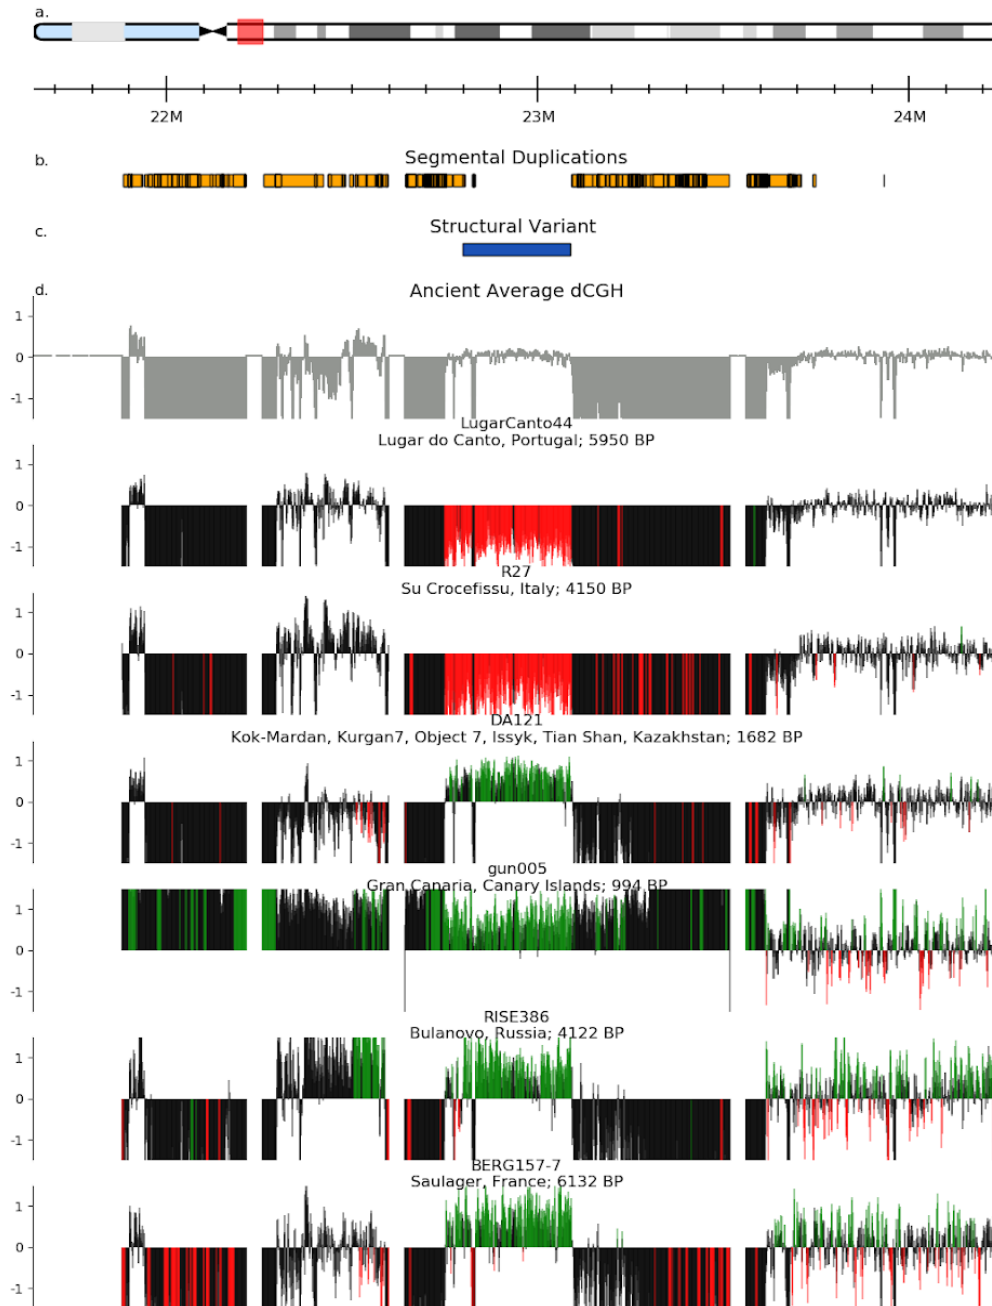 a.
22M 23M 24M
b. Segmental Duplications
c. Structural Variant
d. Ancient Average dCGH
1
0
-1
LugarCanto44
Lugar do Canto, Portugal; 5950 BP
1
0
-1
R27
Su Crocefissu, Italy; 4150 BP
1
0
-1
DA121
Kok-Mardan, Kurgan7, Object 7, Issyk, Tian Shan, Kazakhstan; 1682 BP
1
0
-1
gun005
Gran Canaria, Canary Islands; 994 BP
1
0
-1
RISE386
Bulanovo, Russia; 4122 BP
1
0
-1
BERG157-7
Saulager, France; 6132 BP
1
0
-1